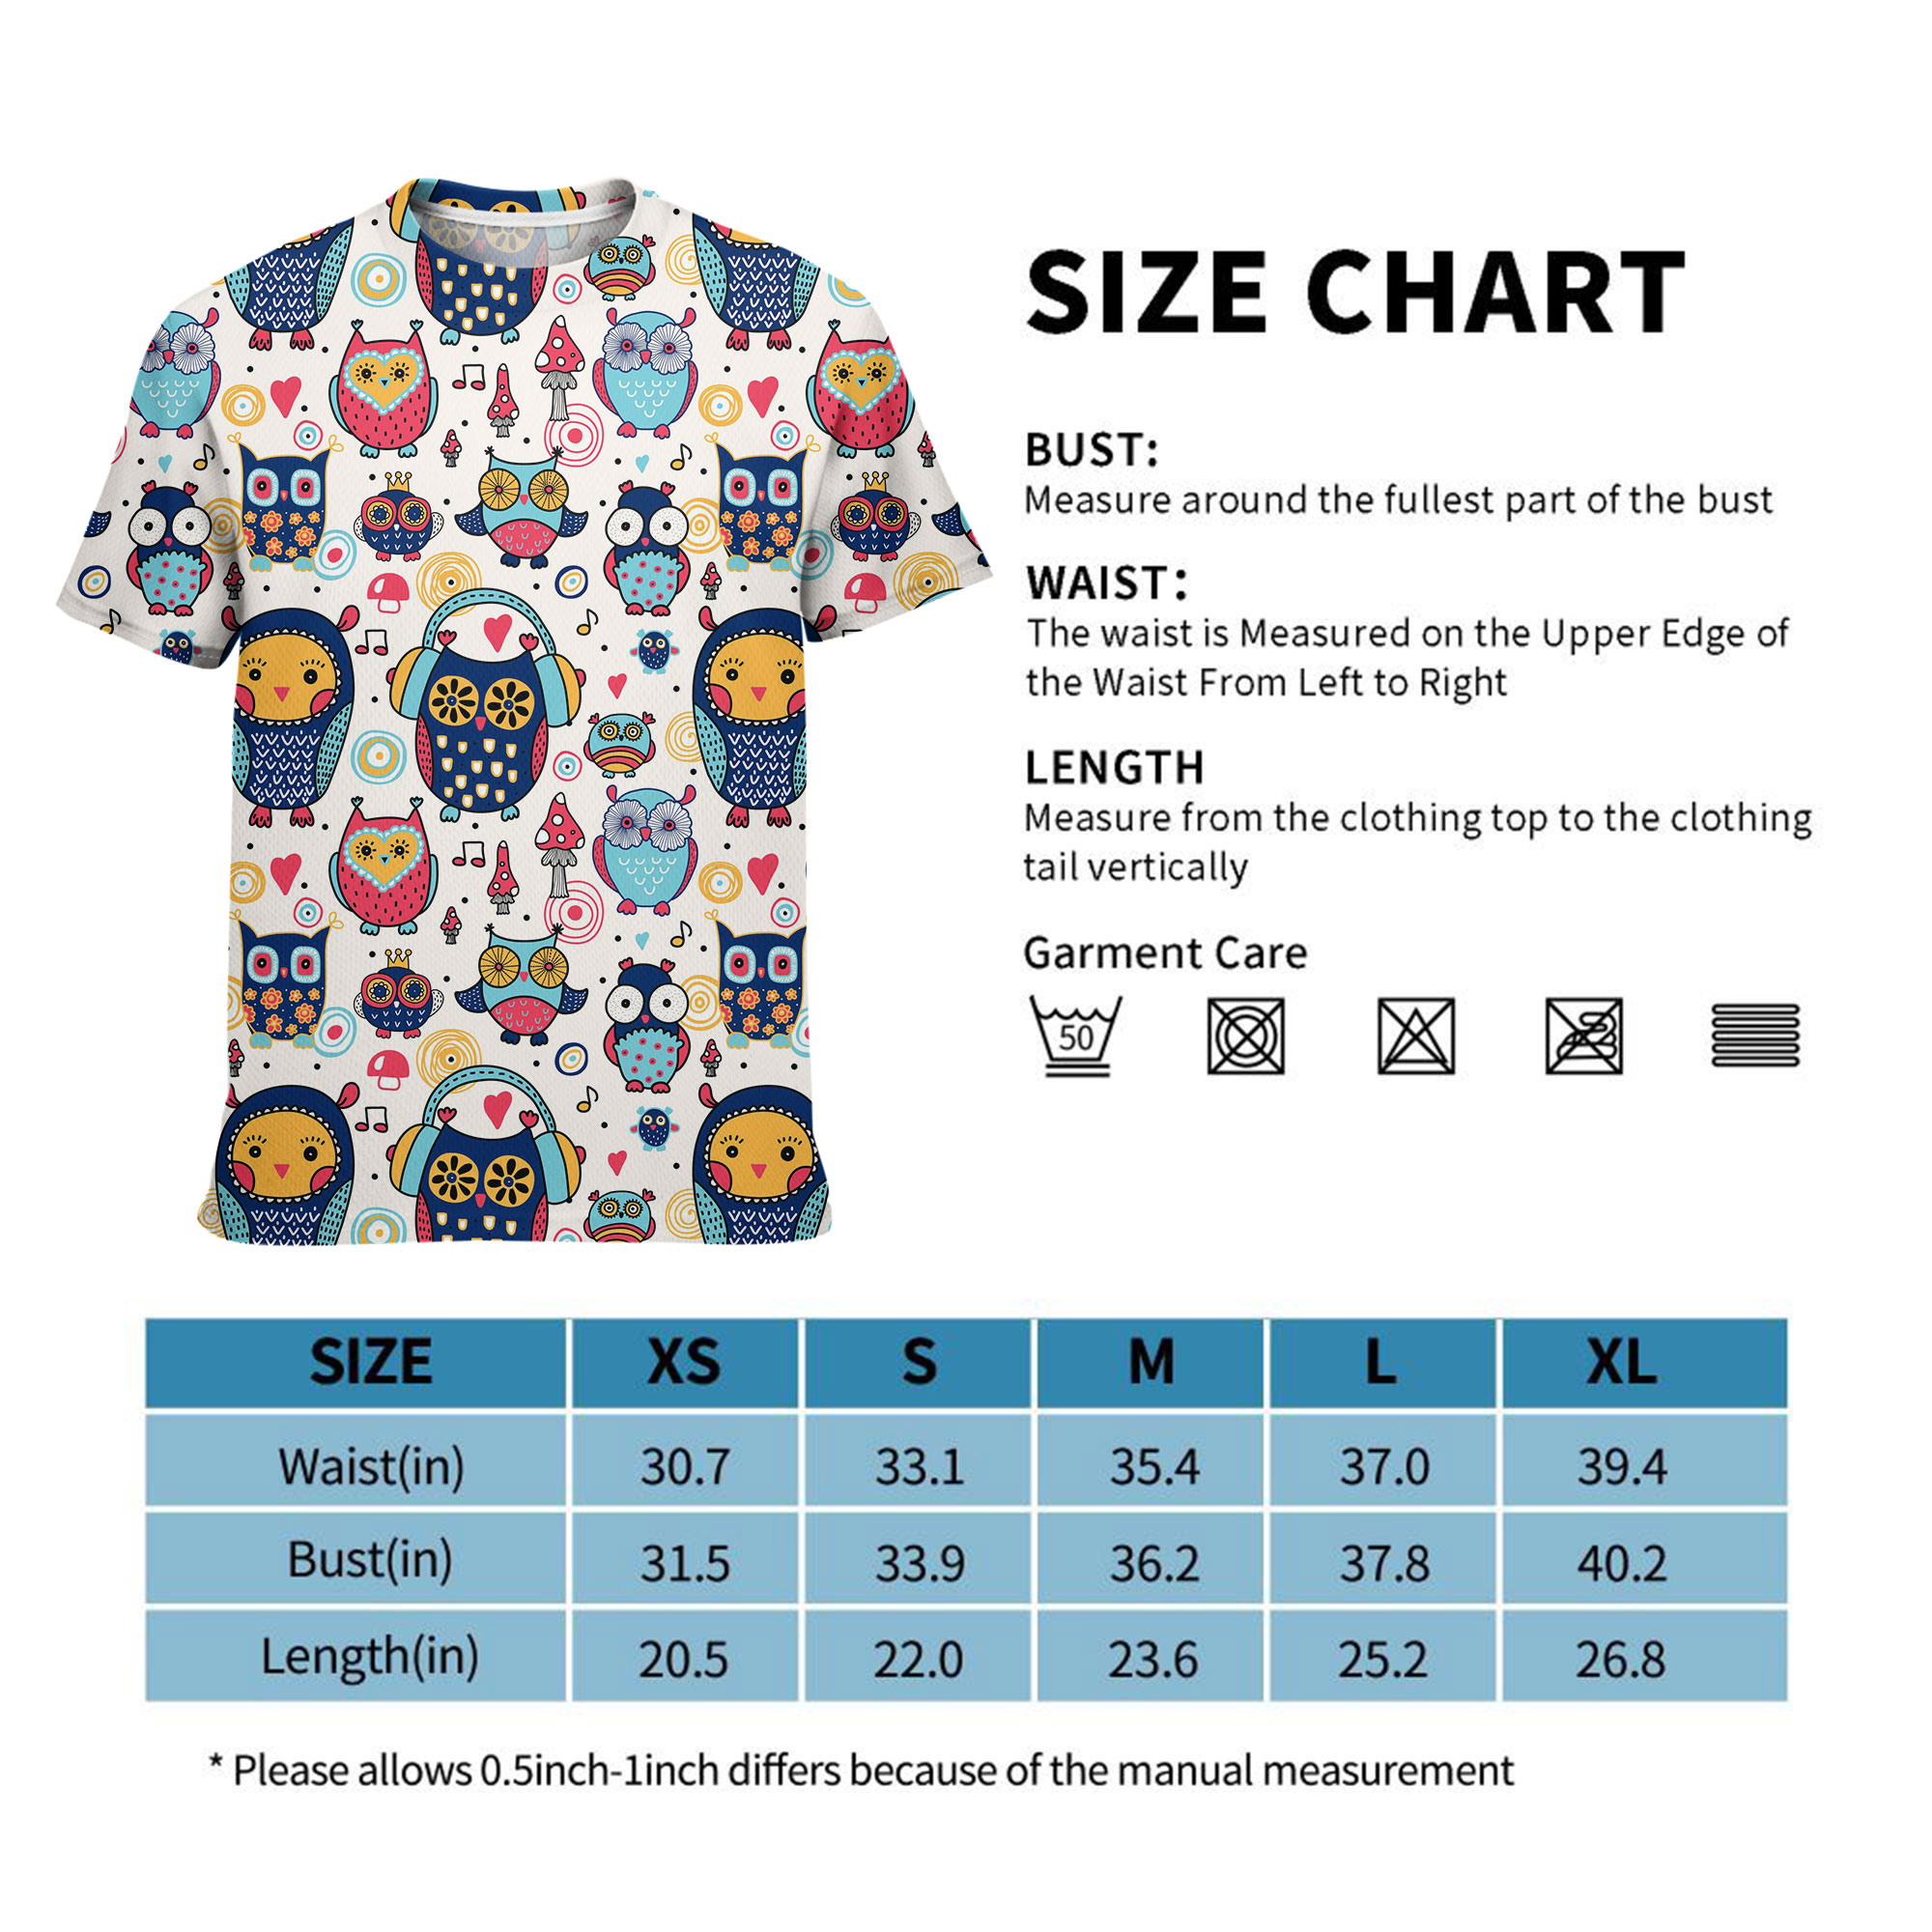 SIZE CHART
BUST:
Measure around the fullest part of the bust
WAIST:
The waist is Measured on the Upper Edge of
the Waist From Left to Right
LENGTH
Measure from the clothing top to the clothing
tail vertically
Garment Care
50
SIZE XS S M L XL
Waist(in) 30.7 33.1 35.4 37.0 39.4
Bust(in) 31.5 33.9 36.2 37.8 40.2
Length(in) 20.5 22.0 23.6 25.2 26.8
* Please allows 0.5inch-1inch differs because of the manual measurement